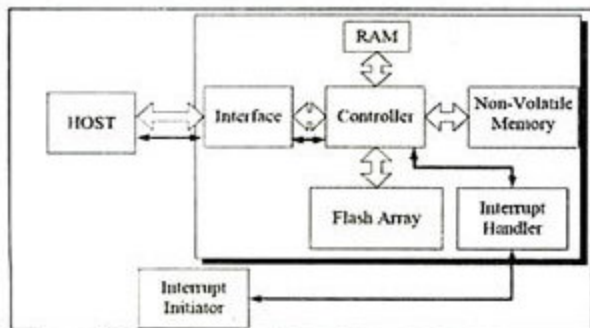 RAM
HOST
Interface
Controller
Non-Volatile
Memory
Flash Array
Interrupt
Handler
Interrupt
Initiator